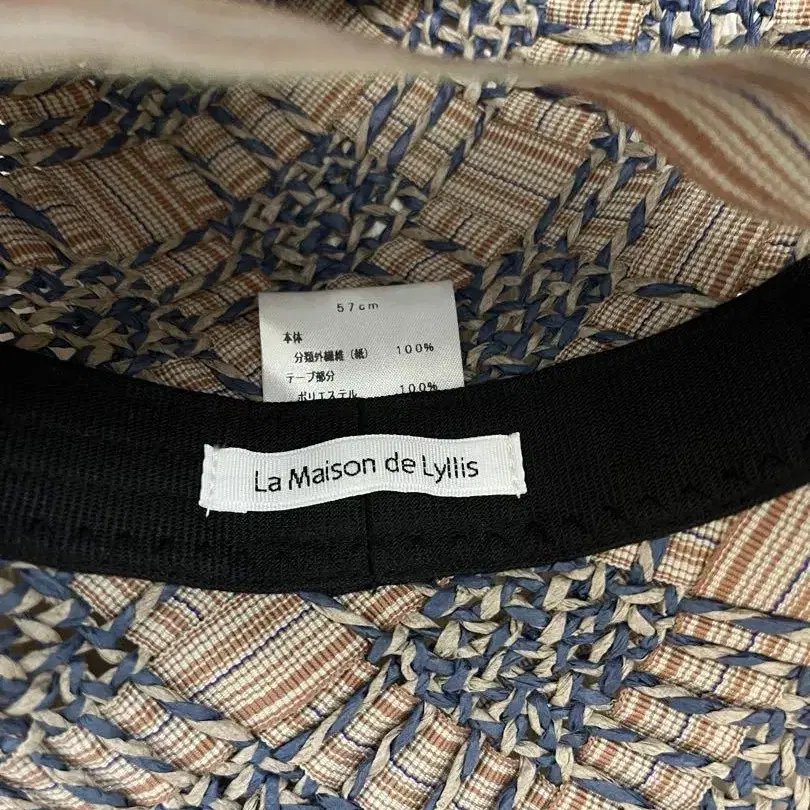 57cm
本体
分類外繊維（紙） 100%
テープ部分
ポリエステル 100%
La Maison de Lyllis